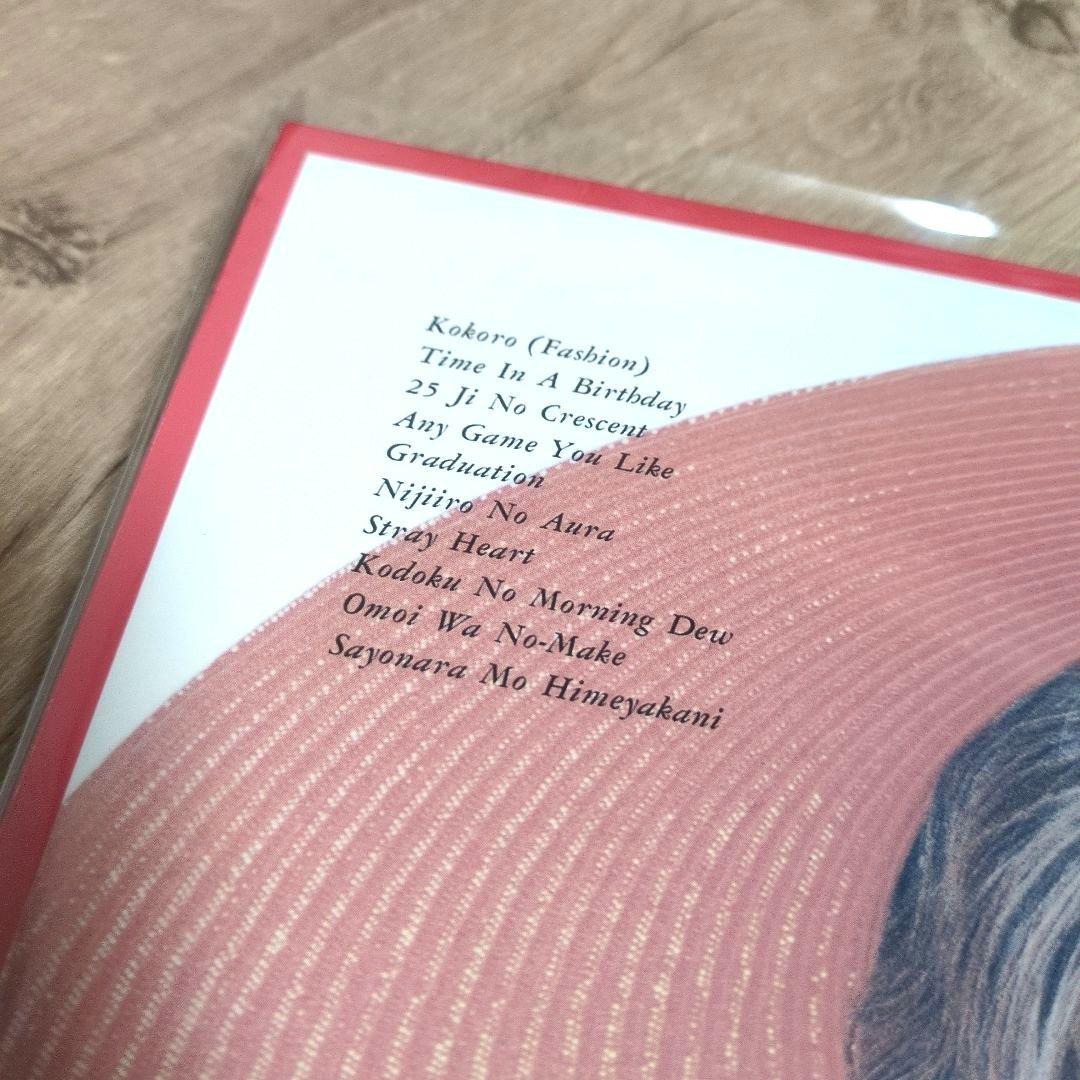 Kokoro (Fashion)
Time In A Birthday
25 Ji No Crescent
Any Game You Like
Graduation
Nijiiro No Aura
Stray Heart
Kodoku No Morning Dew
Omoi Wa No-Make
Sayonara Mo Himeyakani